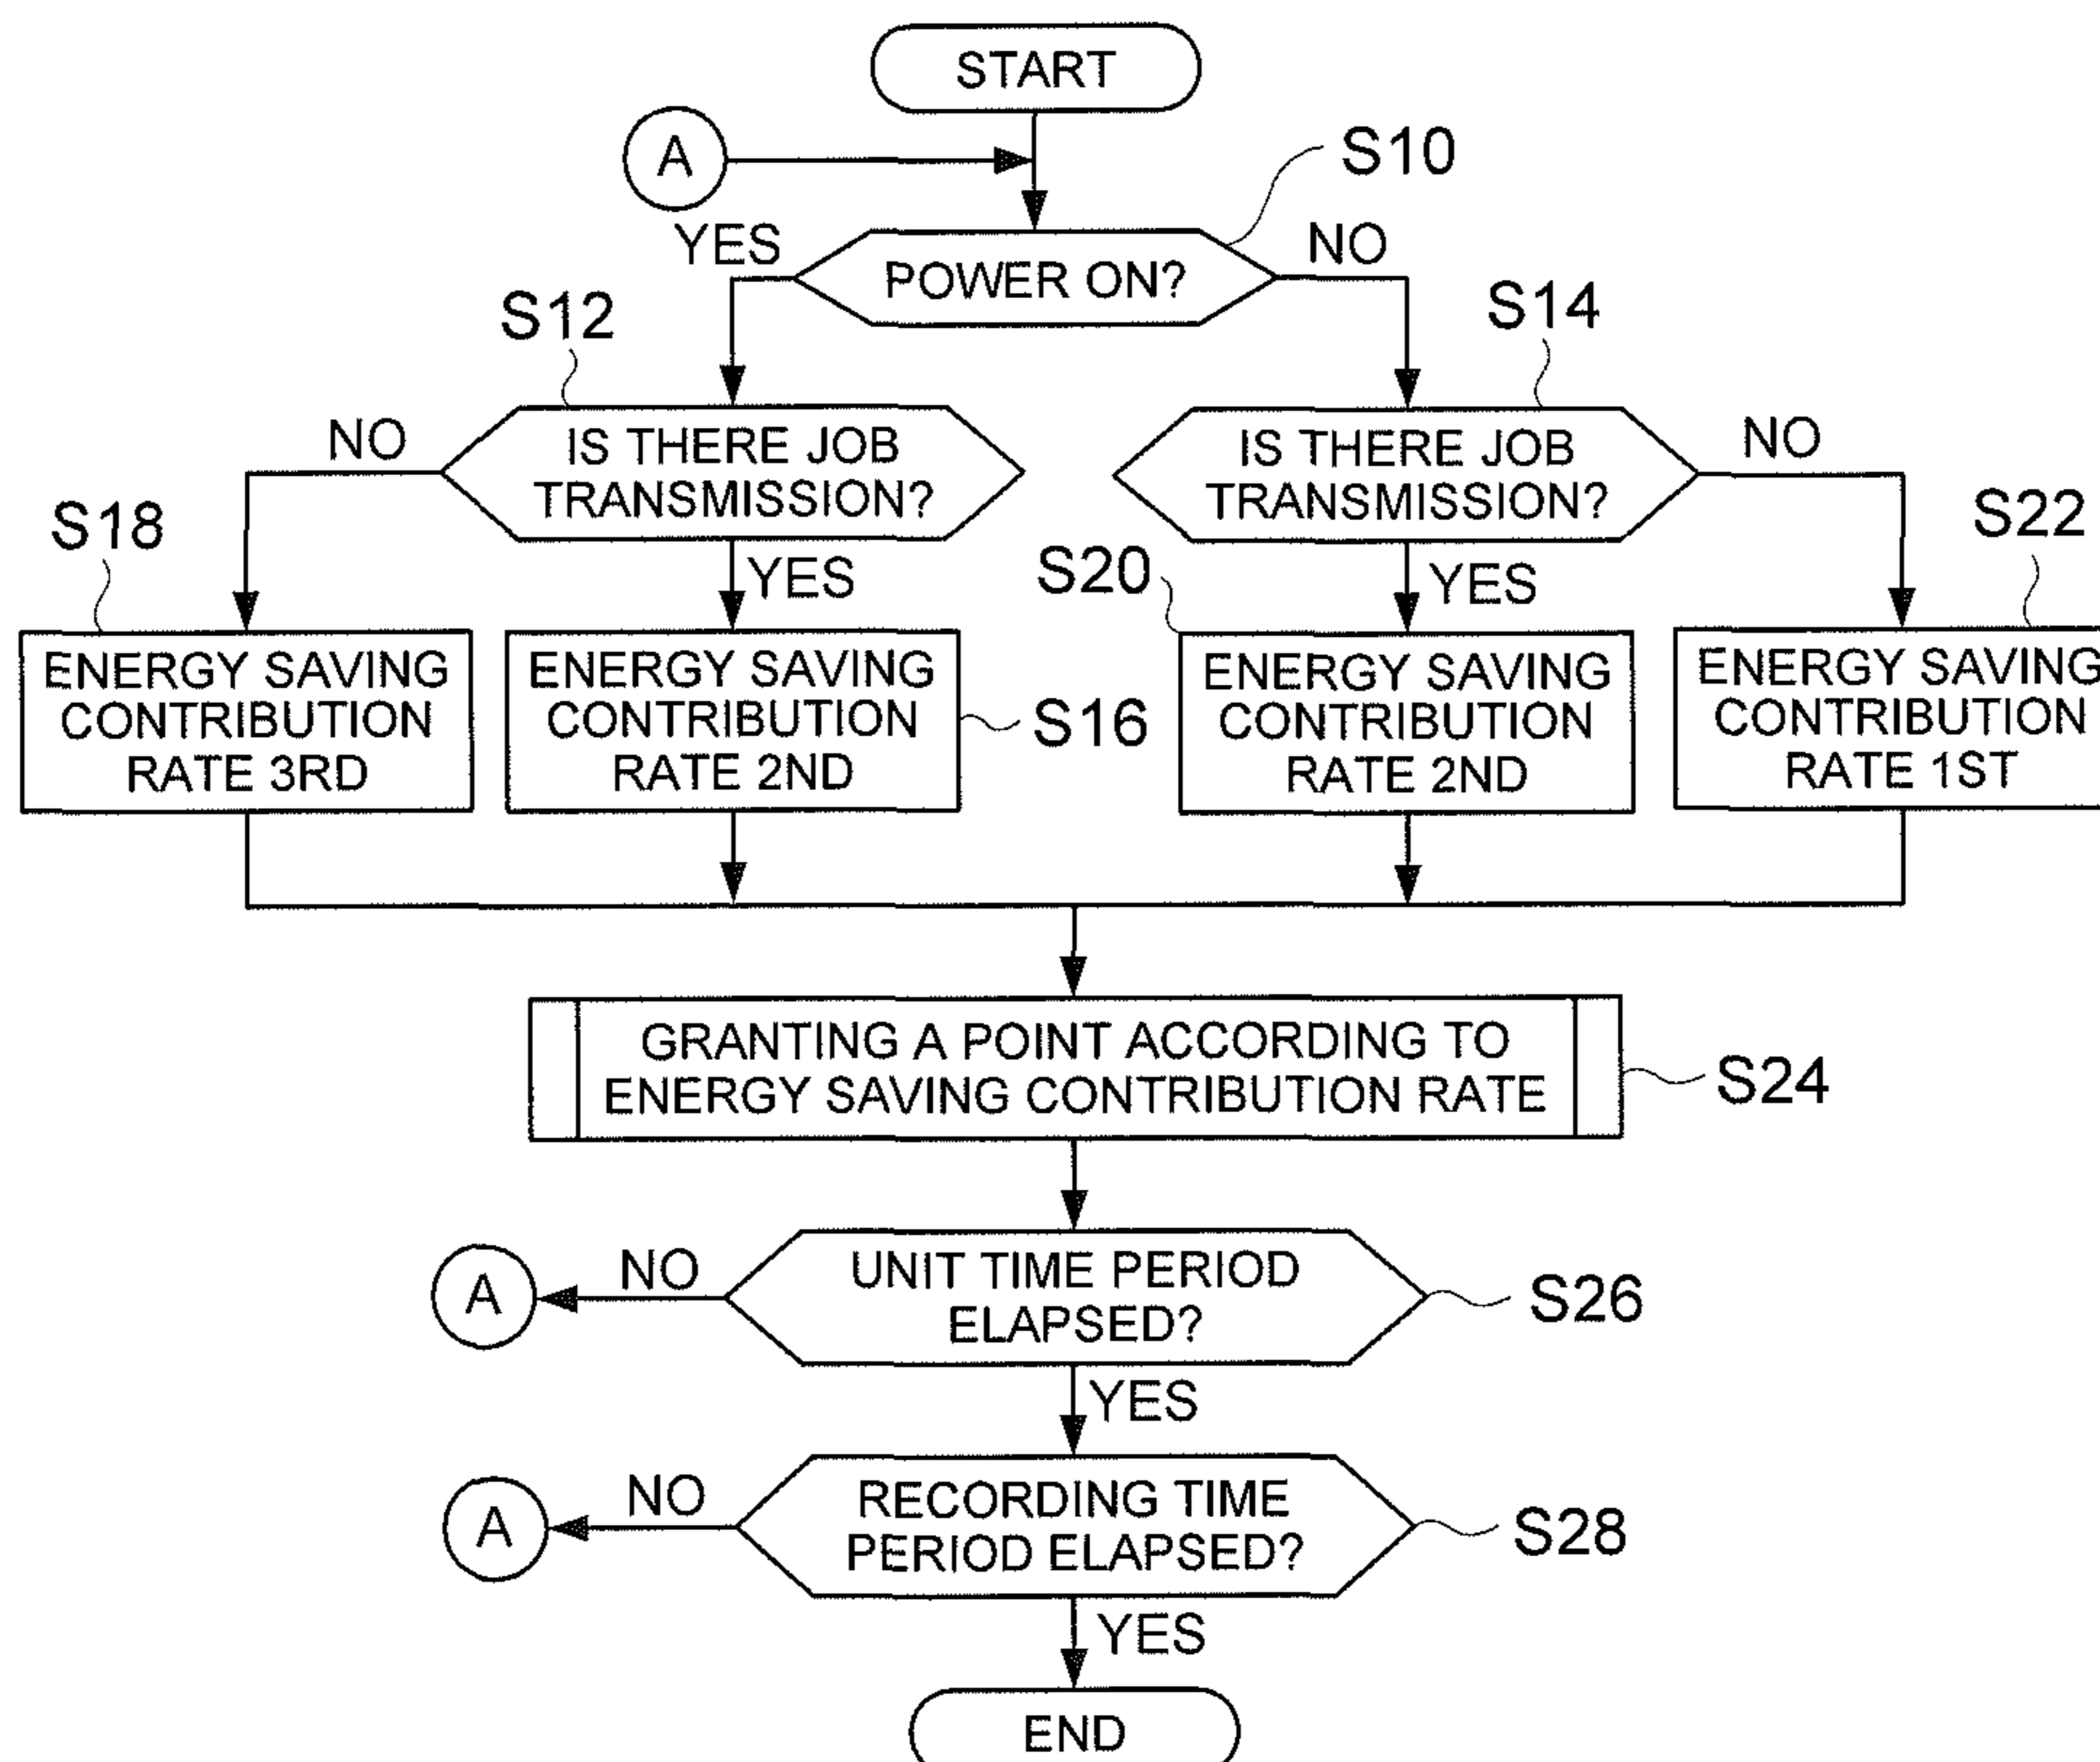 START
A
S10
YES
NO
POWER ON?
S12
S14
NO
IS THERE JOB
TRANSMISSION?
IS THERE JOB
TRANSMISSION?
NO
S18
YES
S20
YES
S22
ENERGY SAVING
CONTRIBUTION
RATE 3RD
ENERGY SAVING
CONTRIBUTION
RATE 2ND
S16
ENERGY SAVING
CONTRIBUTION
RATE 2ND
ENERGY SAVING
CONTRIBUTION
RATE 1ST
GRANTING A POINT ACCORDING TO
ENERGY SAVING CONTRIBUTION RATE
S24
A
NO
UNIT TIME PERIOD
ELAPSED?
S26
YES
A
NO
RECORDING TIME
PERIOD ELAPSED?
S28
YES
END